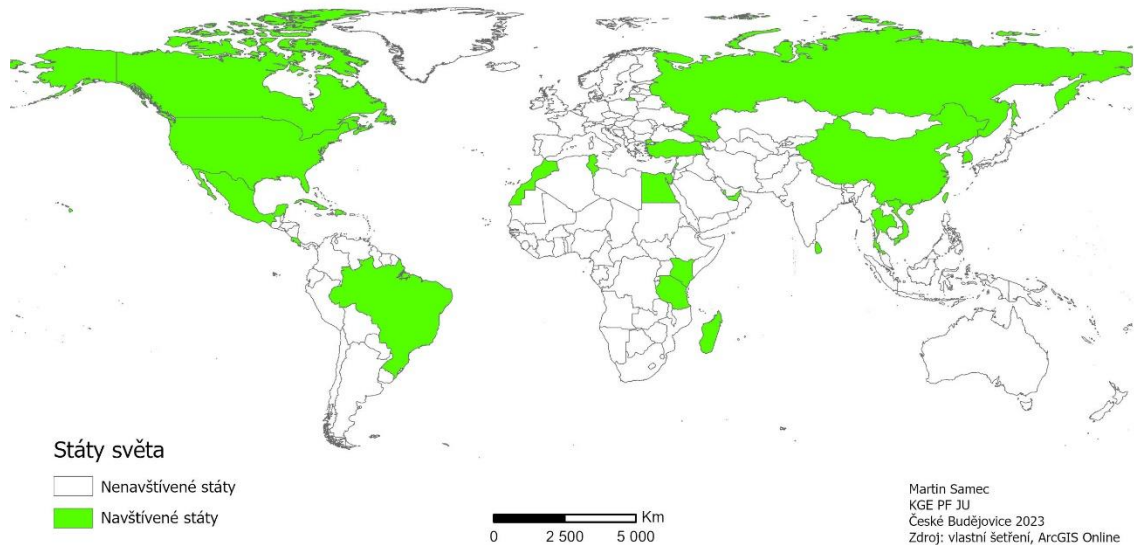 Státy světa
Nenavštívené státy
Navštívené státy
Km
0 2 500 5 000
Martin Samec
KGE PF JU
České Budějovice 2023
Zdroj: vlastní šetření, ArcGIS Online